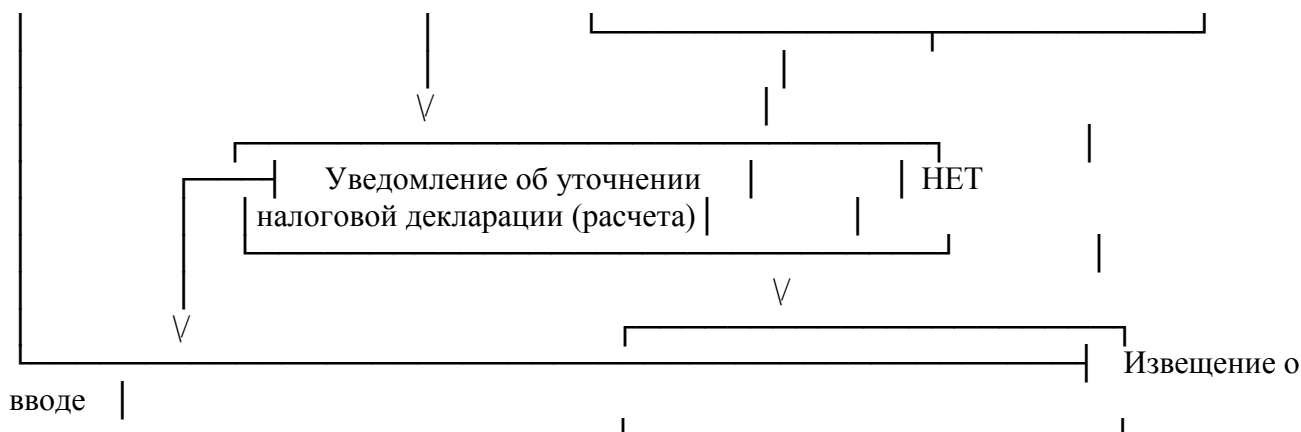 Уведомление об уточнении НЕТ
налоговой декларации (расчета)
Извещение о
вводе